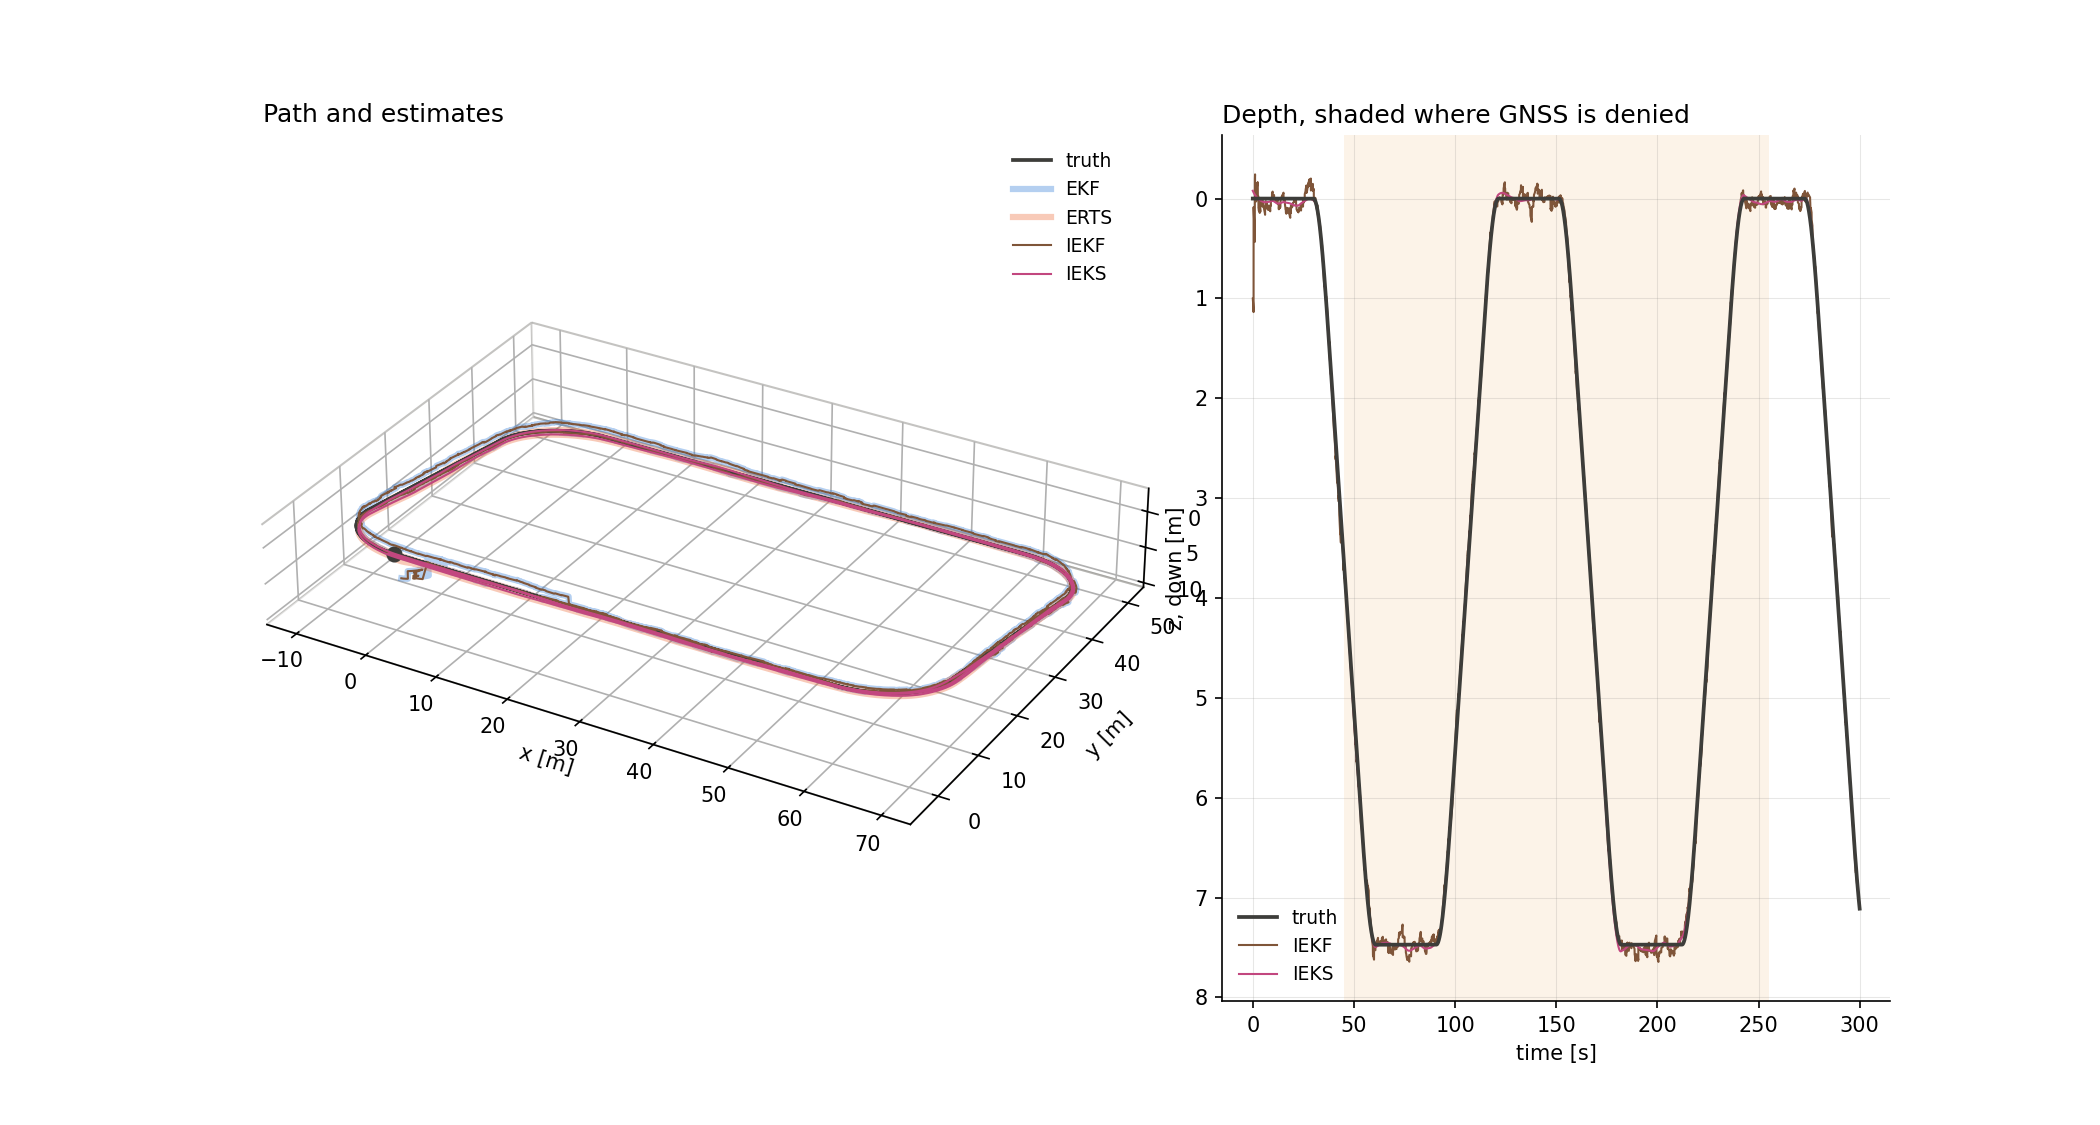 Path and estimates
truth
EKF
ERTS
IEKF
IEKS
−10
0
10
20
30
40
50
60
70
x [m]
0
10
20
30
40
50
y [m]
0
5
10
z, down [m]
Depth, shaded where GNSS is denied
0
1
2
3
4
5
6
7
8
truth
IEKF
IEKS
0
50
100
150
200
250
300
time [s]